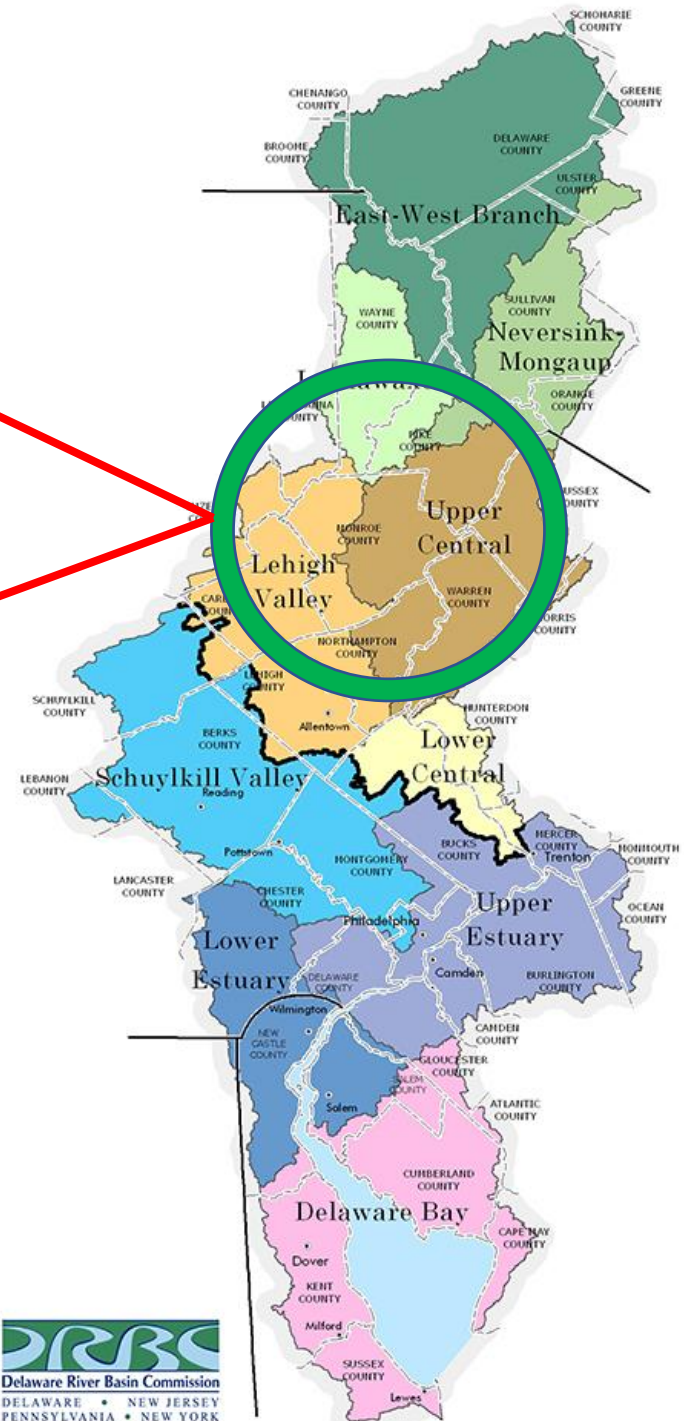 SCHOHARIE
COUNTY
CHENANGO
COUNTY
GREENE
COUNTY
BROOME
COUNTY
DELAWARE
COUNTY
ULSTER
COUNTY
East-West Branch
WAYNE
COUNTY
SULLIVAN
COUNTY
Neversink-
Mongaup
ORANGE
COUNTY
PIKE
COUNTY
UNTY
Upper
Central
MONROE
COUNTY
Lehigh
Valley
USSEX
OUNTY
WARREN
COUNTY
ORRIS
COUNTY
NORTHAMPTON
COUNTY
LEHIGH
COUNTY
HUNTERDON
COUNTY
SCHUYLKILL
COUNTY
Allentown
BERKS
COUNTY
Lower
Central
LEBANON
COUNTY
Schuylkill Valley
Reading
Pottstown
BUCKS
COUNTY
MERCER
COUNTY
Trenton
MONMOUTH
COUNTY
MONTGOMERY
COUNTY
LANCASTER
COUNTY
CHESTER
COUNTY
Upper
Estuary
OCEAN
COUNTY
Philadelphia
Lower
Estuary
DELAWARE
COUNTY
Camden
BURLINGTON
COUNTY
Wilmington
NEW
CASTLE
COUNTY
CAMDEN
COUNTY
GLOUCESTER
COUNTY
SALEM
COUNTY
Salem
ATLANTIC
COUNTY
CUMBERLAND
COUNTY
Delaware Bay
CAPE MAY
COUNTY
Dover
KENT
COUNTY
Milford
SUSSEX
COUNTY
Lewes
DRBC
Delaware River Basin Commission
DELAWARE • NEW JERSEY
PENNSYLVANIA • NEW YORK